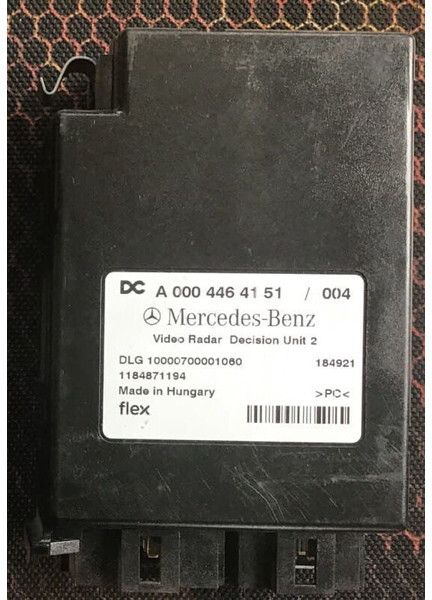 DC A 000 446 41 51 / 004
Mercedes-Benz
Video Radar Decision Unit 2
DLG 10000700001060 184921
1184871194
Made in Hungary >PC<
flex